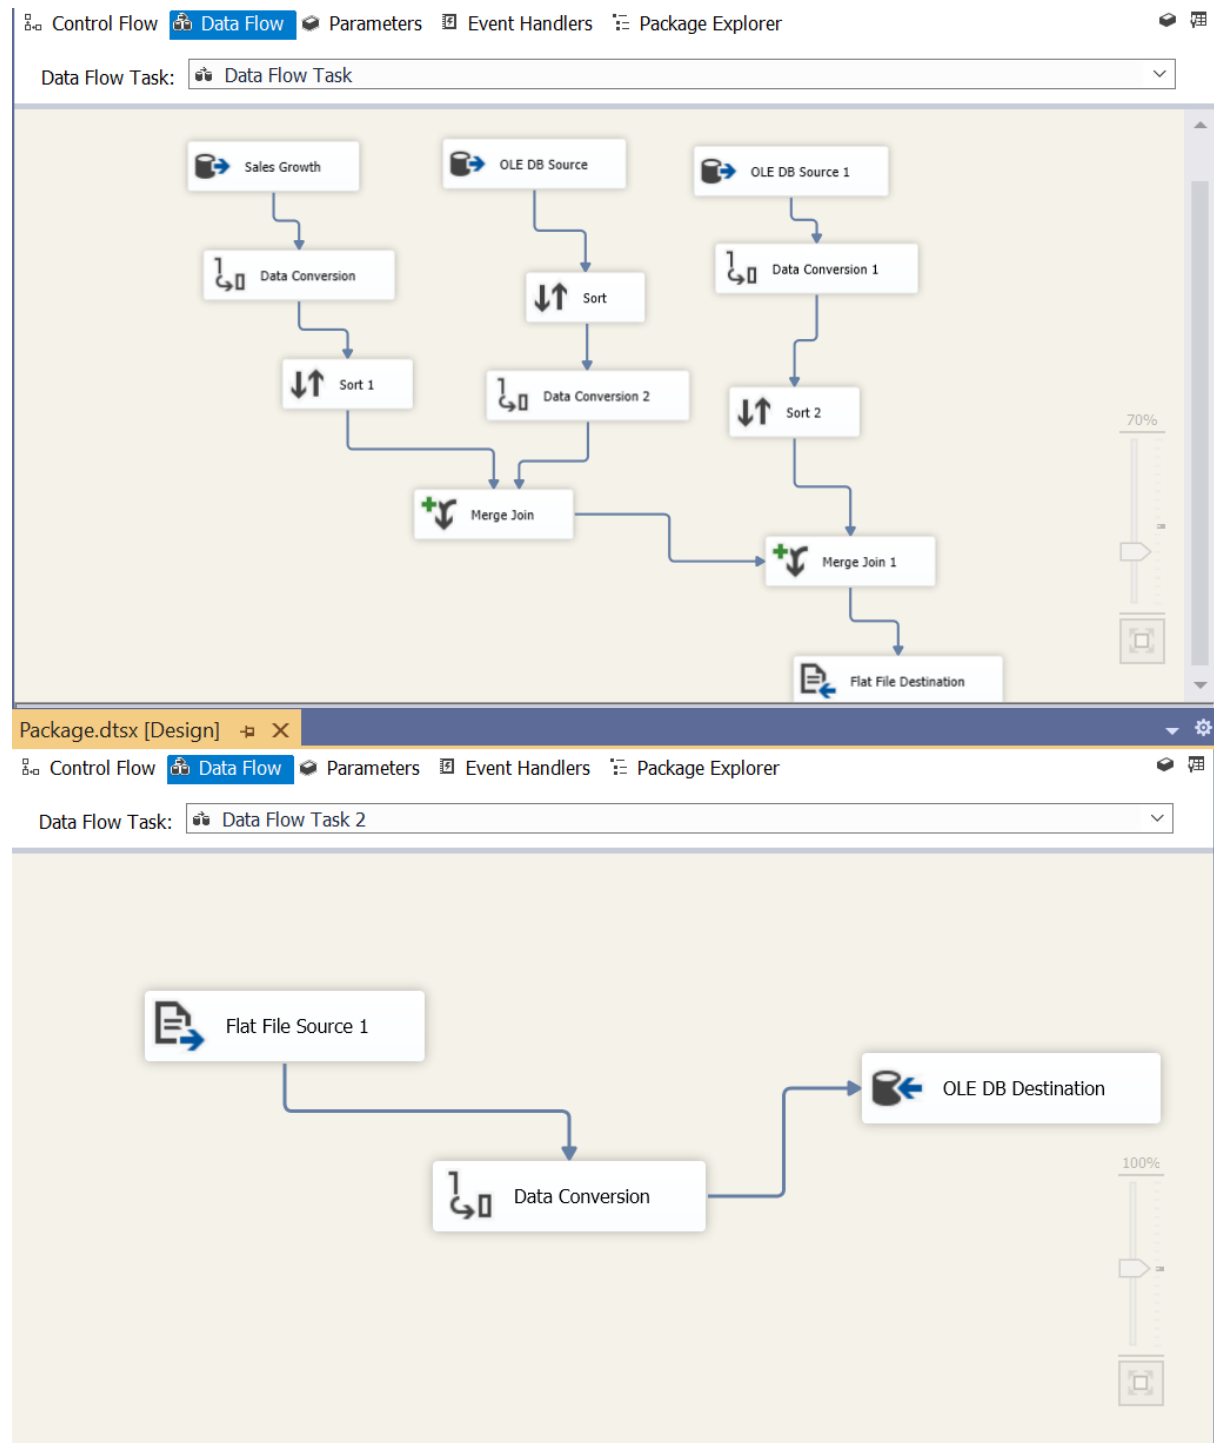 Control Flow Data Flow Parameters Event Handlers Package Explorer
Data Flow Task: Data Flow Task
Sales Growth
OLE DB Source
OLE DB Source 1
Data Conversion
Data Conversion 1
Sort
Sort 1
Data Conversion 2
Sort 2
70%
Merge Join
Merge Join 1
Flat File Destination
Package.dtsx [Design]
Control Flow Data Flow Parameters Event Handlers Package Explorer
Data Flow Task: Data Flow Task 2
Flat File Source 1
OLE DB Destination
100%
Data Conversion